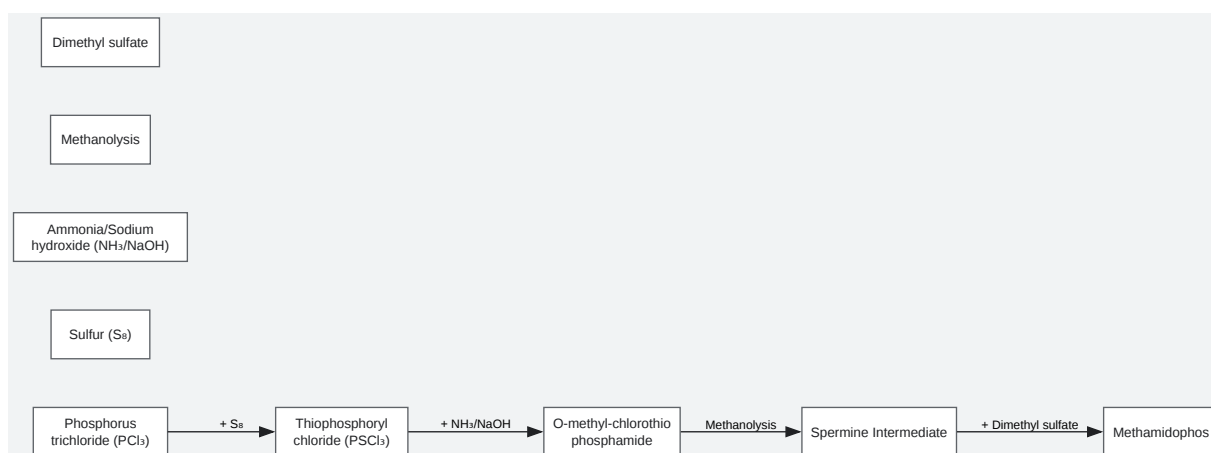 Dimethyl sulfate
Methanolysis
Ammonia/Sodium
hydroxide (NH₃/NaOH)
Sulfur (S₈)
Phosphorus
trichloride (PCl₃)
+ S₈
Thiophosphoryl
chloride (PSCl₃)
+ NH₃/NaOH
O-methyl-chlorothio
phosphamide
Methanolysis
Spermine Intermediate
+ Dimethyl sulfate
Methamidophos